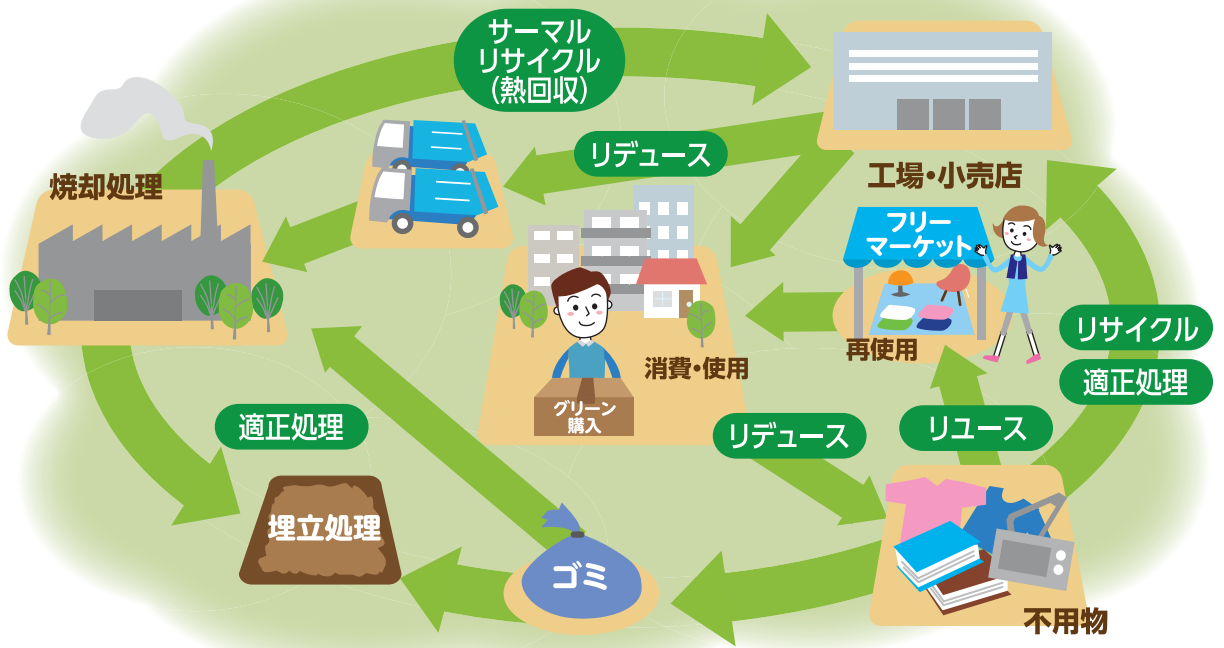 サーマル
リサイクル
（熱回収）
リデュース
焼却処理
工場・小売店
フリー
マーケット
再使用
リサイクル
適正処理
消費・使用
グリーン
購入
適正処理
リデュース
リユース
埋立処理
ゴミ
不用物